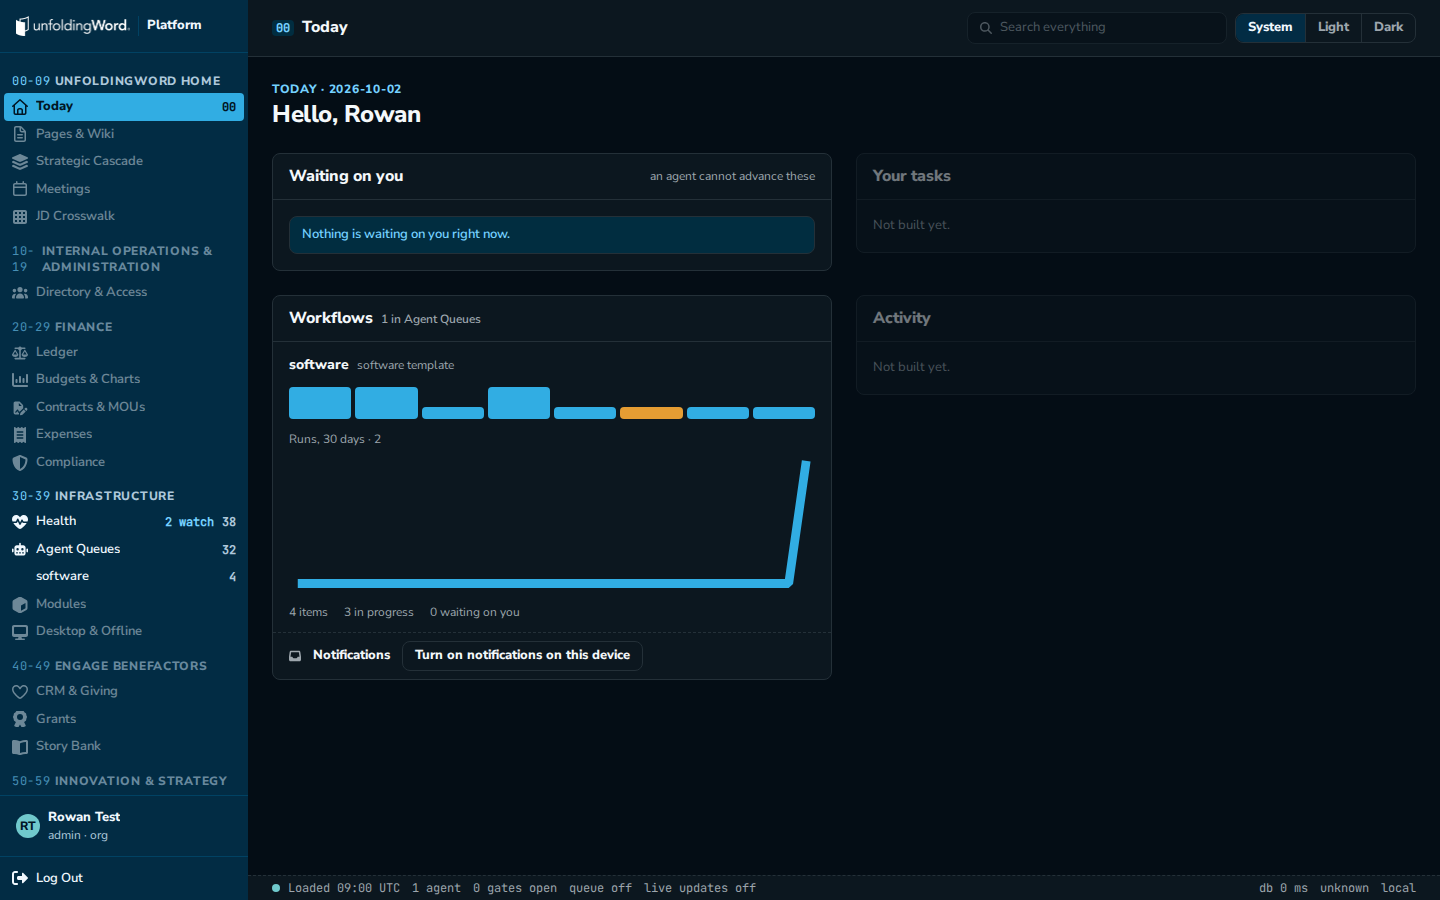 unfoldingWord Platform
00-09 UNFOLDINGWORD HOME
Today 00
Pages & Wiki
Strategic Cascade
Meetings
JD Crosswalk
10-19 INTERNAL OPERATIONS & ADMINISTRATION
Directory & Access
20-29 FINANCE
Ledger
Budgets & Charts
Contracts & MOUs
Expenses
Compliance
30-39 INFRASTRUCTURE
Health 2 watch 38
Agent Queues 32
software 4
Modules
Desktop & Offline
40-49 ENGAGE BENEFACTORS
CRM & Giving
Grants
Story Bank
50-59 INNOVATION & STRATEGY
RT Rowan Test
admin · org
Log Out
00 Today
Search everything
System Light Dark
TODAY · 2026-10-02
Hello, Rowan
Waiting on you an agent cannot advance these
Nothing is waiting on you right now.
Your tasks
Not built yet.
Workflows 1 in Agent Queues
software software template
Runs, 30 days · 2
4 items 3 in progress 0 waiting on you
Notifications Turn on notifications on this device
Activity
Not built yet.
Loaded 09:00 UTC 1 agent 0 gates open queue off live updates off
db 0 ms unknown local